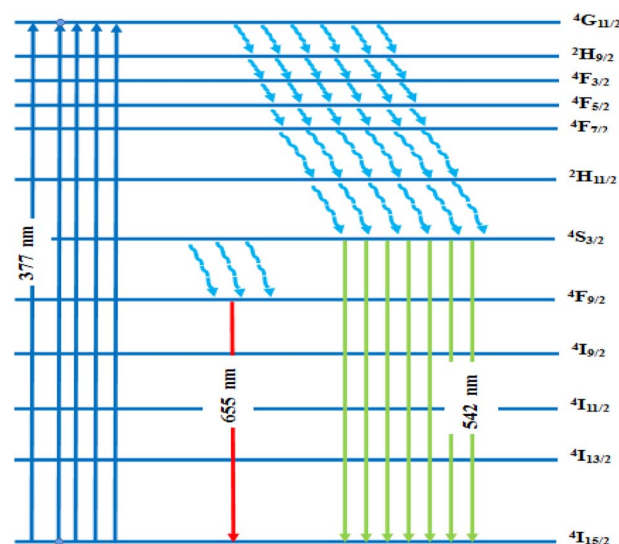 ⁴G₁₁/₂
²H₉/₂
⁴F₃/₂
⁴F₅/₂
⁴F₇/₂
²H₁₁/₂
⁴S₃/₂
377 nm
⁴F₉/₂
⁴I₉/₂
655 nm
542 nm
⁴I₁₁/₂
⁴I₁₃/₂
⁴I₁₅/₂